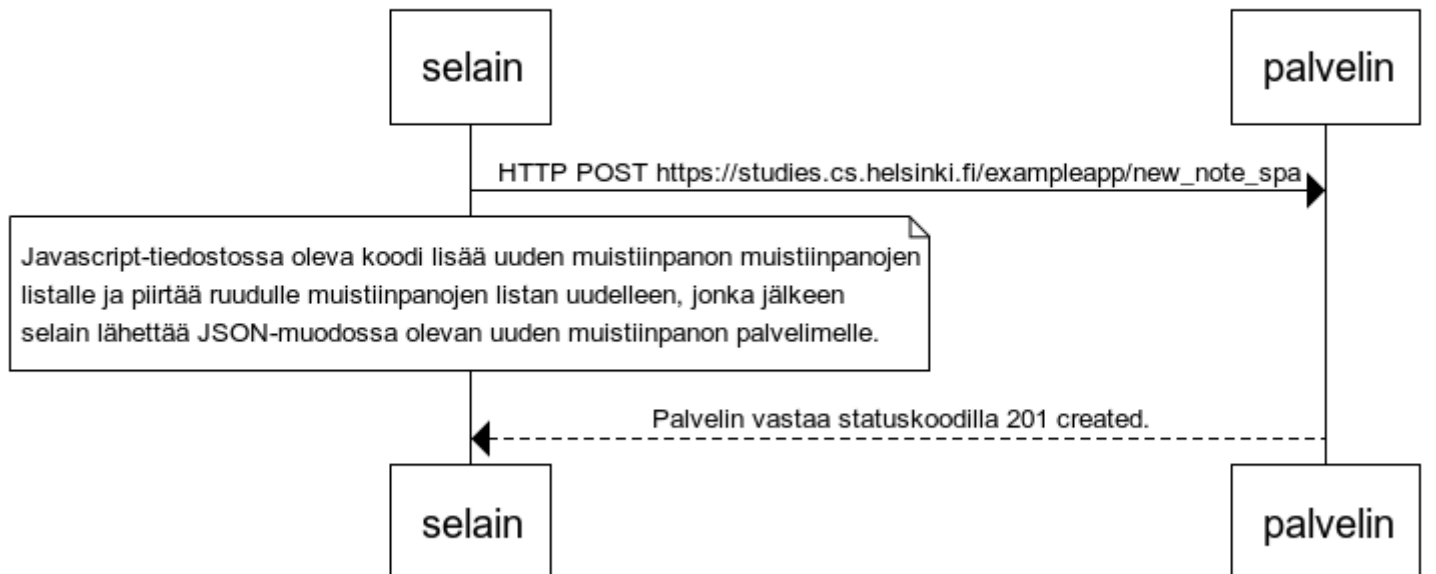 selain
palvelin
HTTP POST https://studies.cs.helsinki.fi/exampleapp/new_note_spa
Javascript-tiedostossa oleva koodi lisää uuden muistiinpanon muistiinpanojen
listalle ja piirtää ruudulle muistiinpanojen listan uudelleen, jonka jälkeen
selain lähettää JSON-muodossa olevan uuden muistiinpanon palvelimelle.
Palvelin vastaa statuskoodilla 201 created.
selain
palvelin